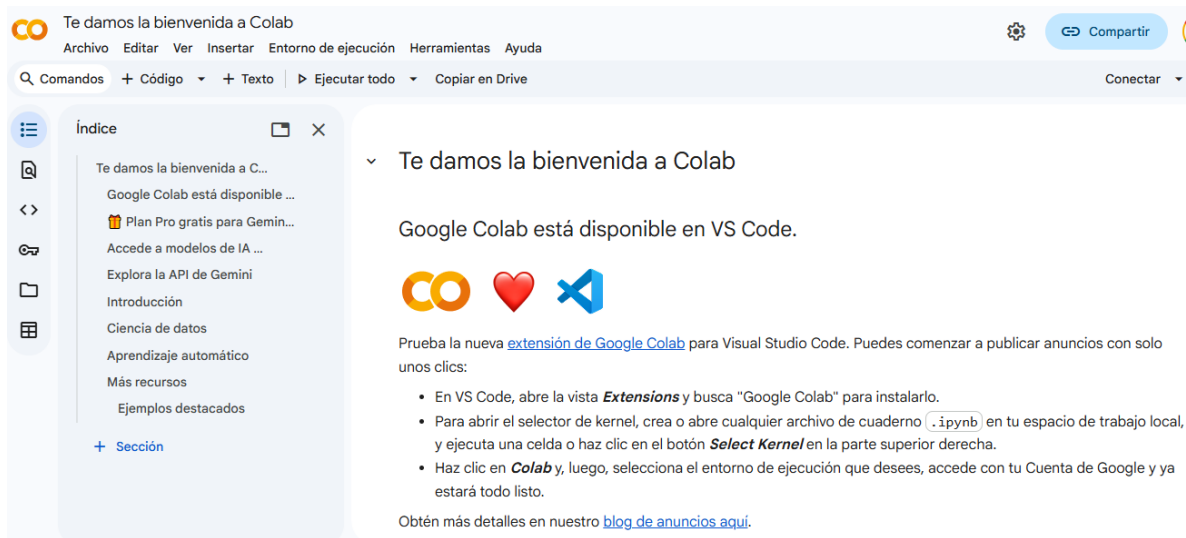 Te damos la bienvenida a Colab
Archivo Editar Ver Insertar Entorno de ejecución Herramientas Ayuda
Compartir
Comandos + Código + Texto Ejecutar todo Copiar en Drive
Conectar
Índice
Te damos la bienvenida a C...
Google Colab está disponible ...
Plan Pro gratis para Gemin...
Accede a modelos de IA ...
Explora la API de Gemini
Introducción
Ciencia de datos
Aprendizaje automático
Más recursos
Ejemplos destacados
+ Sección
Te damos la bienvenida a Colab
Google Colab está disponible en VS Code.
Prueba la nueva extensión de Google Colab para Visual Studio Code. Puedes comenzar a publicar anuncios con solo
unos clics:
• En VS Code, abre la vista Extensions y busca "Google Colab" para instalarlo.
• Para abrir el selector de kernel, crea o abre cualquier archivo de cuaderno .ipynb en tu espacio de trabajo local,
y ejecuta una celda o haz clic en el botón Select Kernel en la parte superior derecha.
• Haz clic en Colab y, luego, selecciona el entorno de ejecución que desees, accede con tu Cuenta de Google y ya
estará todo listo.
Obtén más detalles en nuestro blog de anuncios aquí.